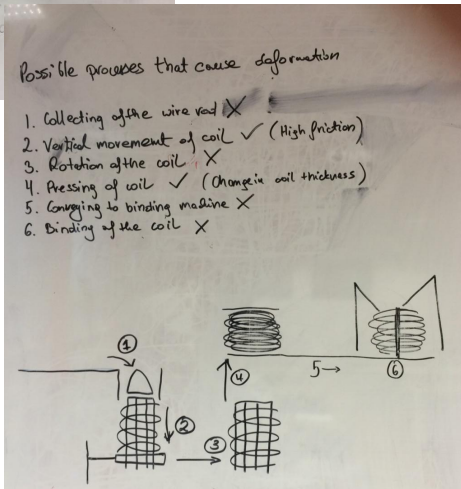 Possible processes that cause deformation
1. Collecting of the wire rod X
2. Vertical movement of coil ✓ (High friction)
3. Rotation of the coil X
4. Pressing of coil ✓ (Change in coil thickness)
5. Conveying to binding machine X
6. Binding of the coil X
1
2
3
4
5→
6